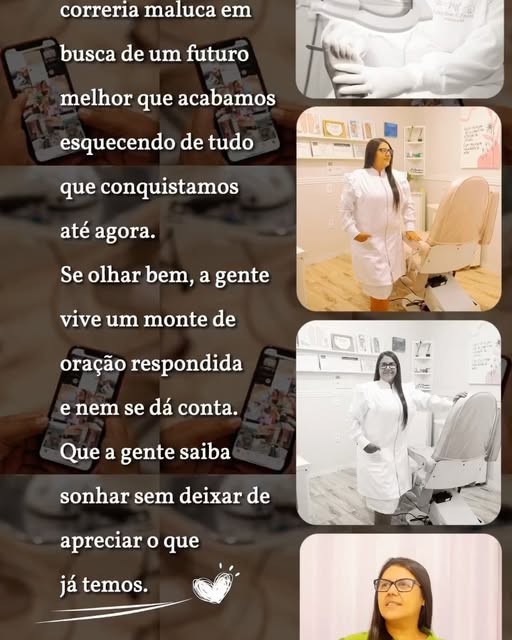 correria maluca em
busca de um futuro
melhor que acabamos
esquecendo de tudo
que conquistamos
até agora.
Se olhar bem, a gente
vive um monte de
oração respondida
e nem se dá conta.
Que a gente saiba
sonhar sem deixar de
apreciar o que
já temos.